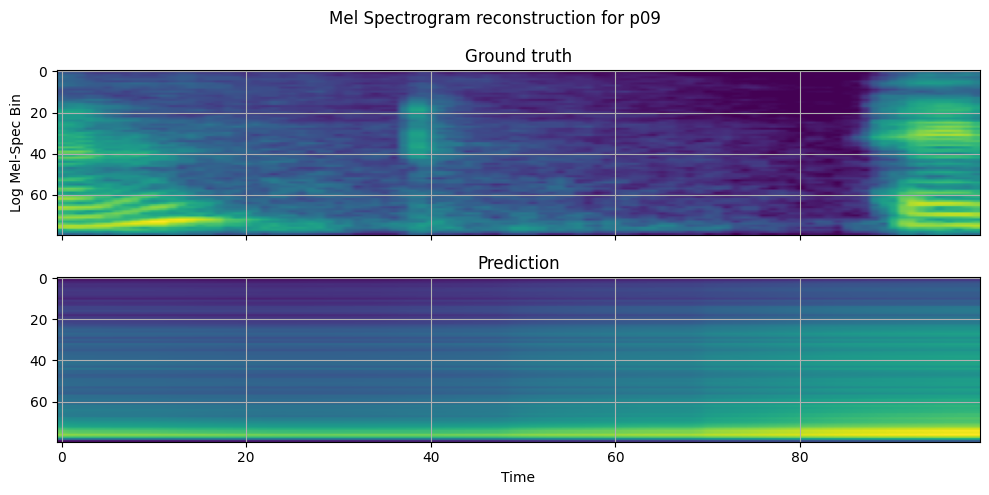 Mel Spectrogram reconstruction for p09
Ground truth
0
20
40
60
Log Mel-Spec Bin
Prediction
0
20
40
60
0 20 40 60 80
Time